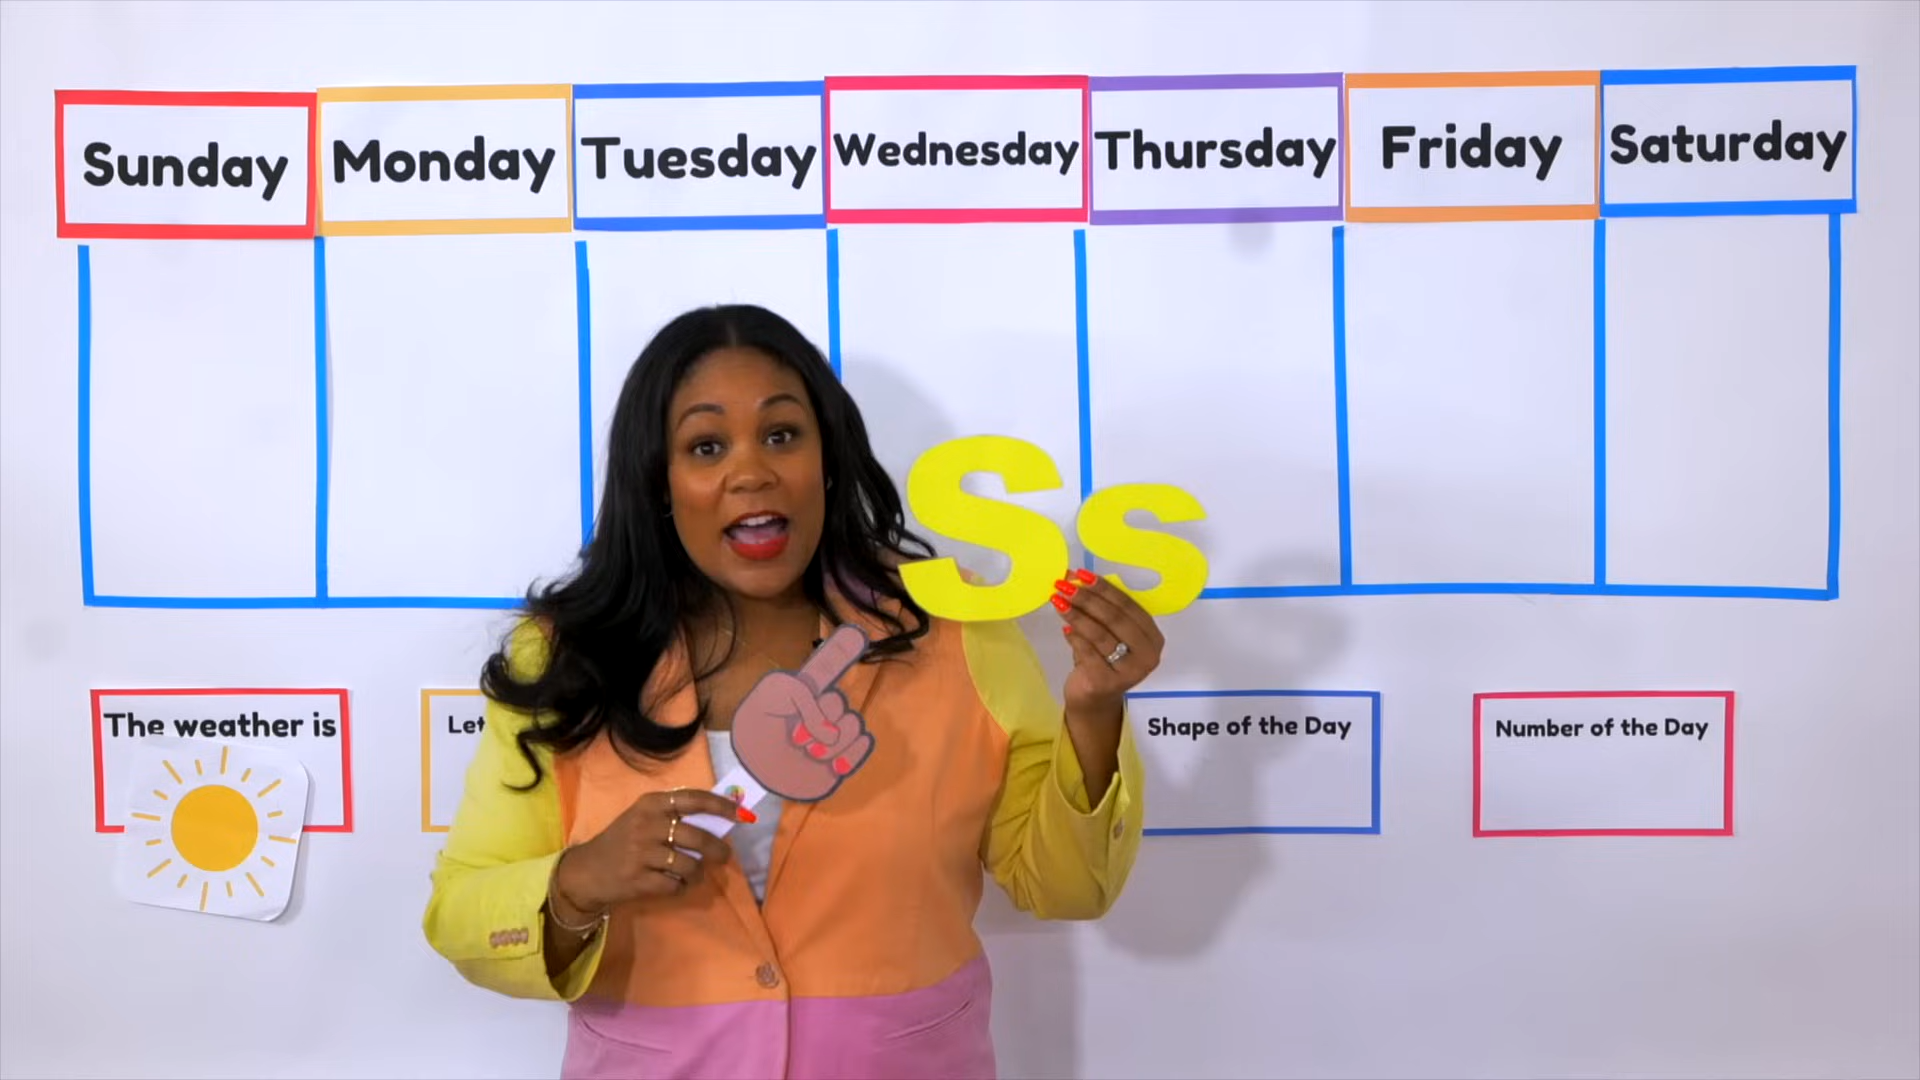 Sunday Monday Tuesday Wednesday Thursday Friday Saturday
Ss
The weather is
Let
Shape of the Day
Number of the Day